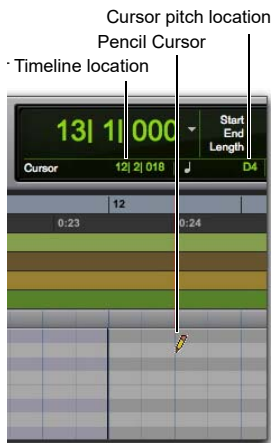 Cursor pitch location
Pencil Cursor
r Timeline location
13| 1| 000
Start
End
Length
Cursor 12| 2| 018 D4
12
0:23 0:24